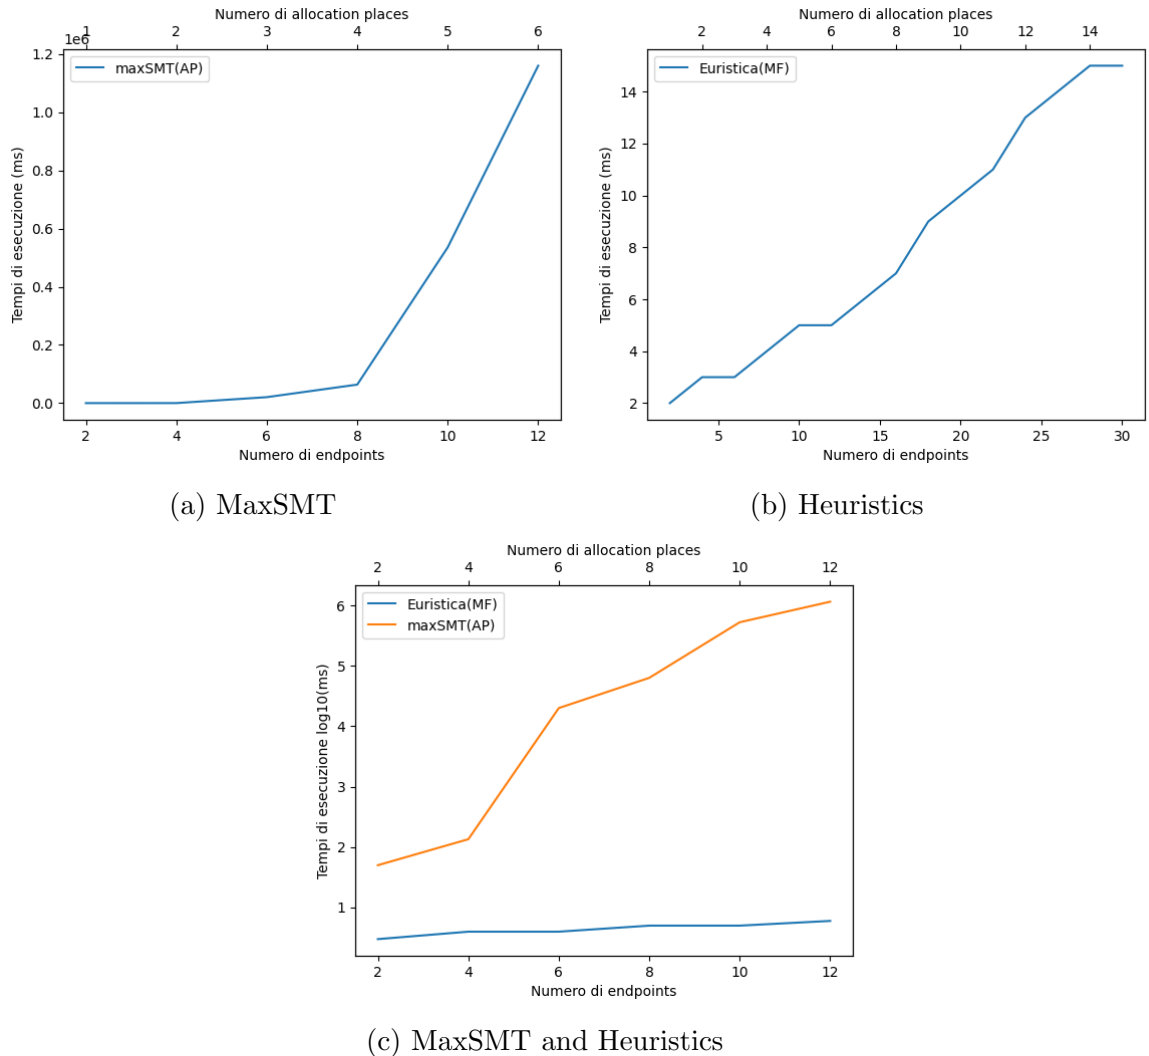 Numero di allocation places
1 2 3 4 5 6
1e6
maxSMT(AP)
1.2
1.0
0.8
0.6
0.4
0.2
0.0
Tempi di esecuzione (ms)
2 4 6 8 10 12
Numero di endpoints
(a) MaxSMT
Numero di allocation places
2 4 6 8 10 12 14
Euristica(MF)
14
12
10
8
6
4
2
Tempi di esecuzione (ms)
5 10 15 20 25 30
Numero di endpoints
(b) Heuristics
Numero di allocation places
2 4 6 8 10 12
Euristica(MF)
maxSMT(AP)
6
5
4
3
2
1
Tempi di esecuzione log10(ms)
2 4 6 8 10 12
Numero di endpoints
(c) MaxSMT and Heuristics